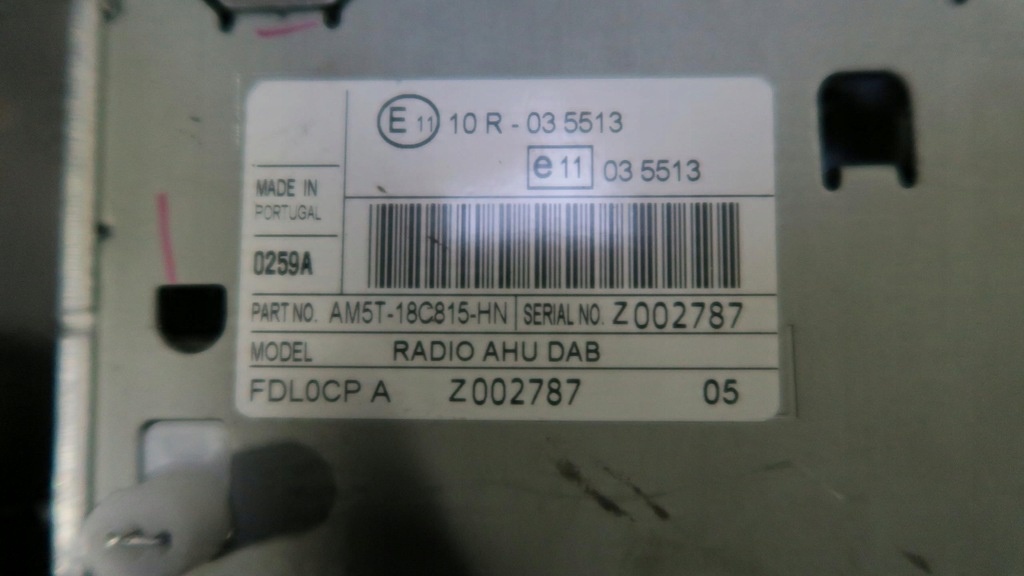 E 11 10 R - 03 5513
e 11 03 5513
MADE IN
PORTUGAL
0259A
PART NO. AM5T-18C815-HN SERIAL NO. Z002787
MODEL RADIO AHU DAB
FDL0CP A Z002787 05